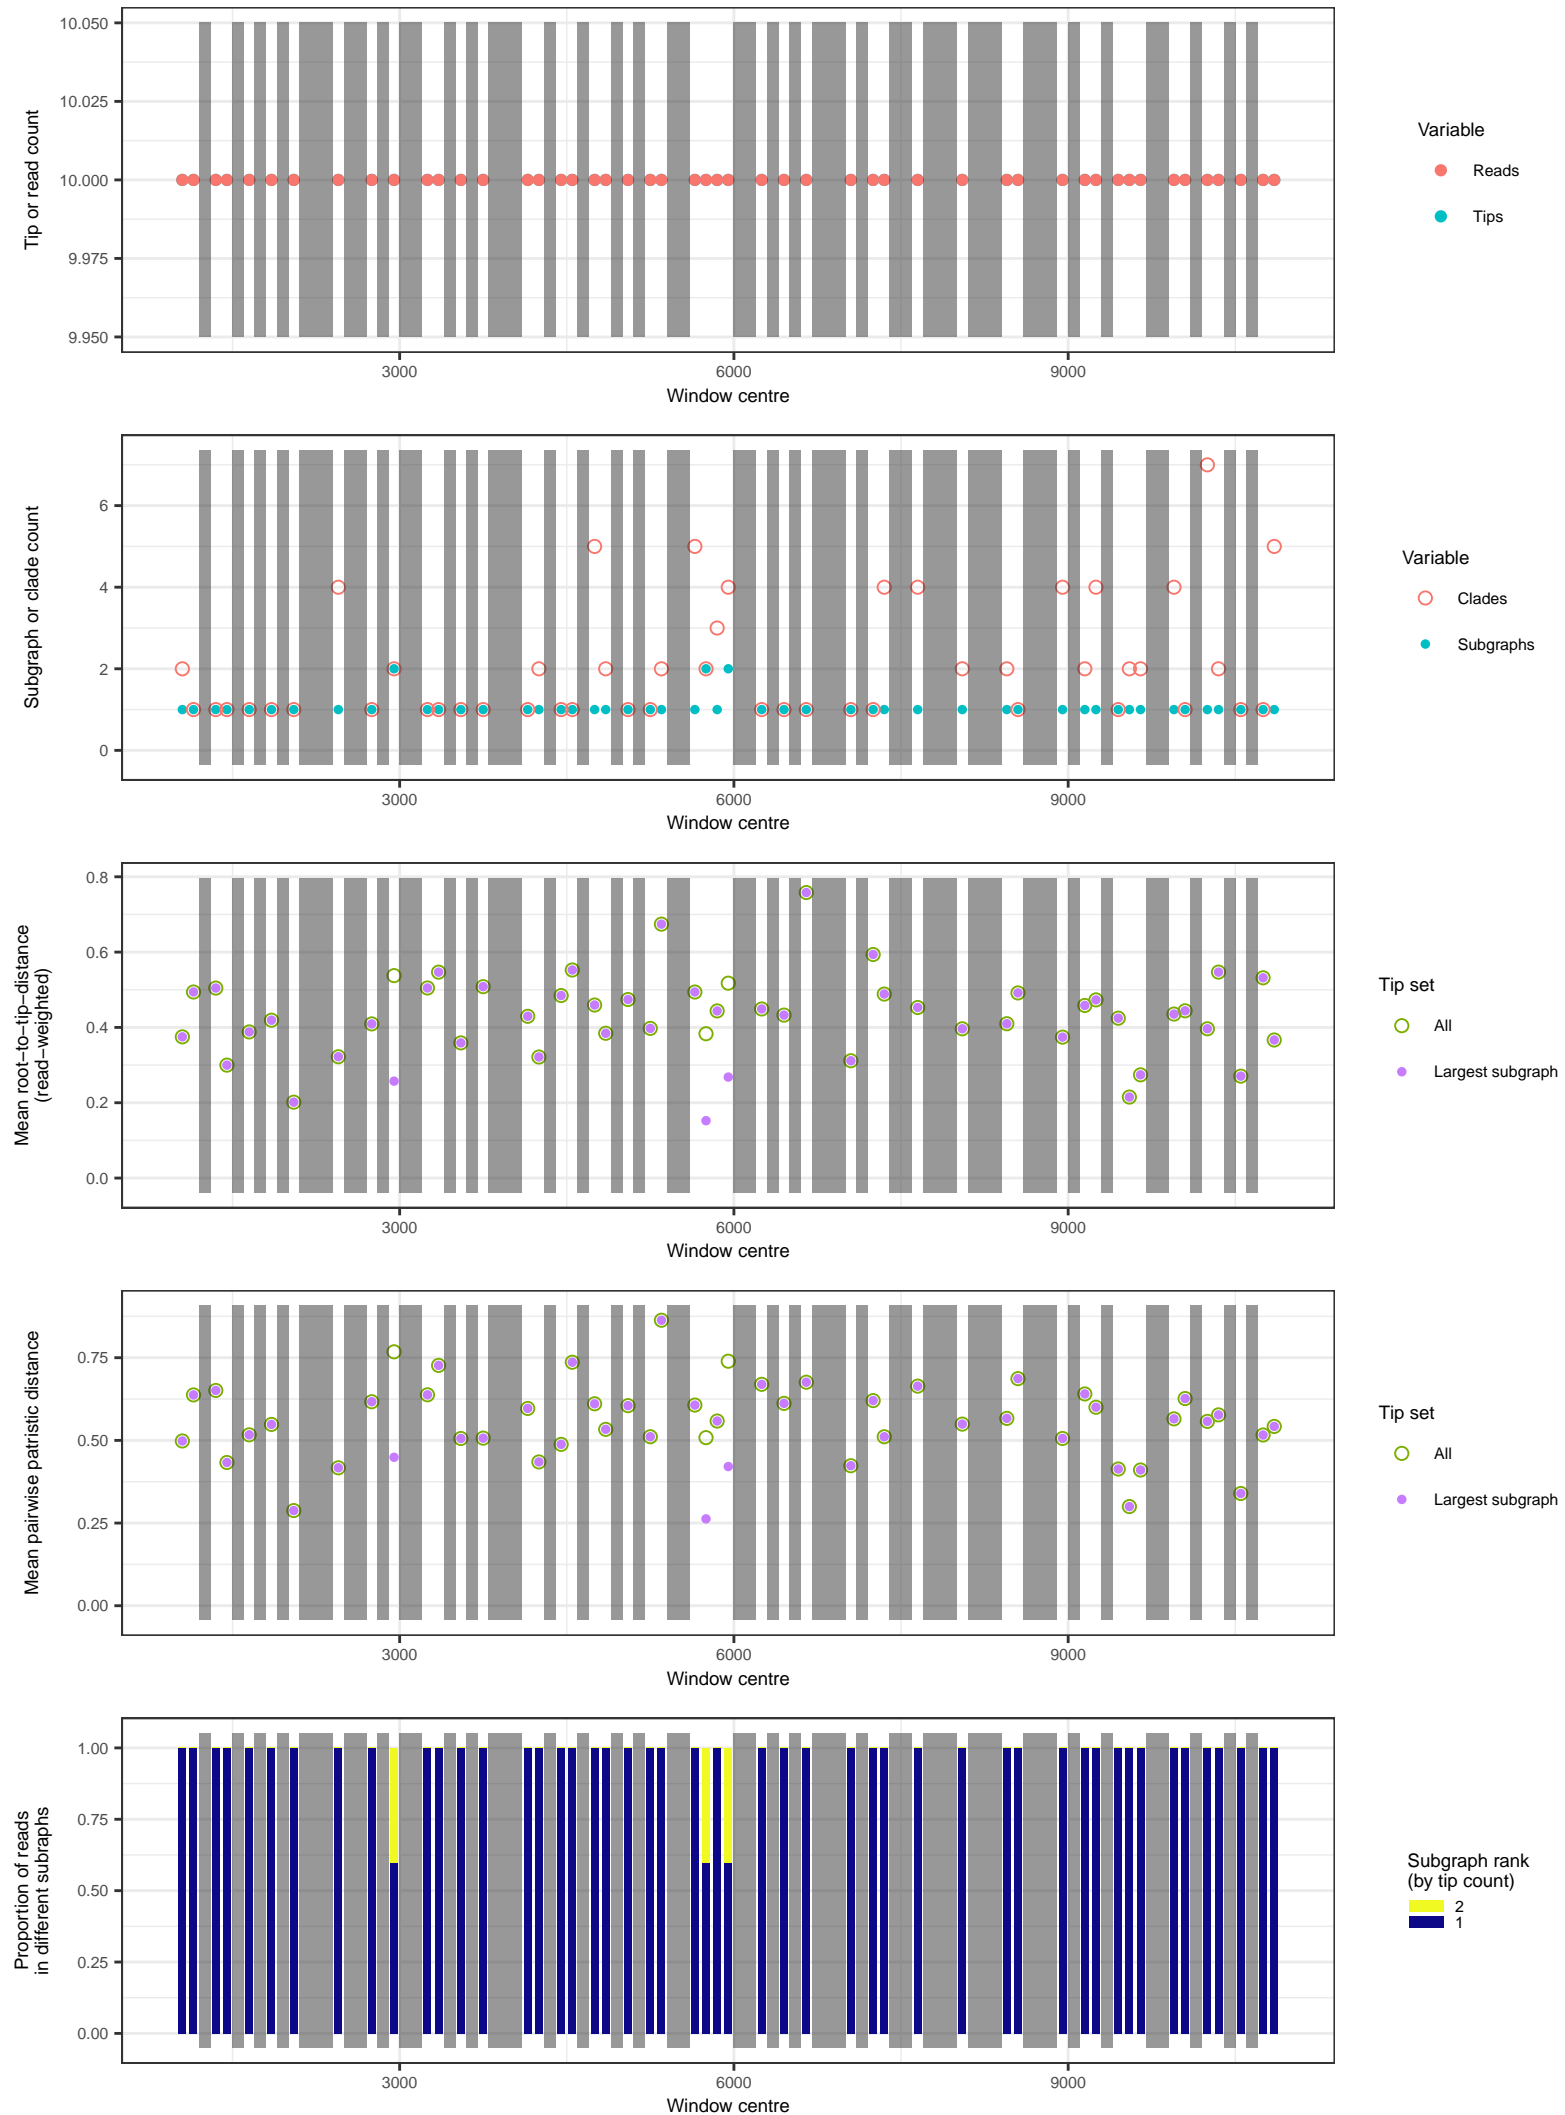 10.050
10.025
10.000
9.975
9.950
Tip or read count
3000
6000
9000
Window centre
Variable
Reads
Tips
6
4
2
0
Subgraph or clade count
3000
6000
9000
Window centre
Variable
Clades
Subgraphs
0.8
0.6
0.4
0.2
0.0
Mean root−to−tip−distance
(read−weighted)
3000
6000
9000
Window centre
Tip set
All
Largest subgraph
0.75
0.50
0.25
0.00
Mean pairwise patristic distance
3000
6000
9000
Window centre
Tip set
All
Largest subgraph
1.00
0.75
0.50
0.25
0.00
Proportion of reads
in different subraphs
3000
6000
9000
Window centre
Subgraph rank
(by tip count)
2
1